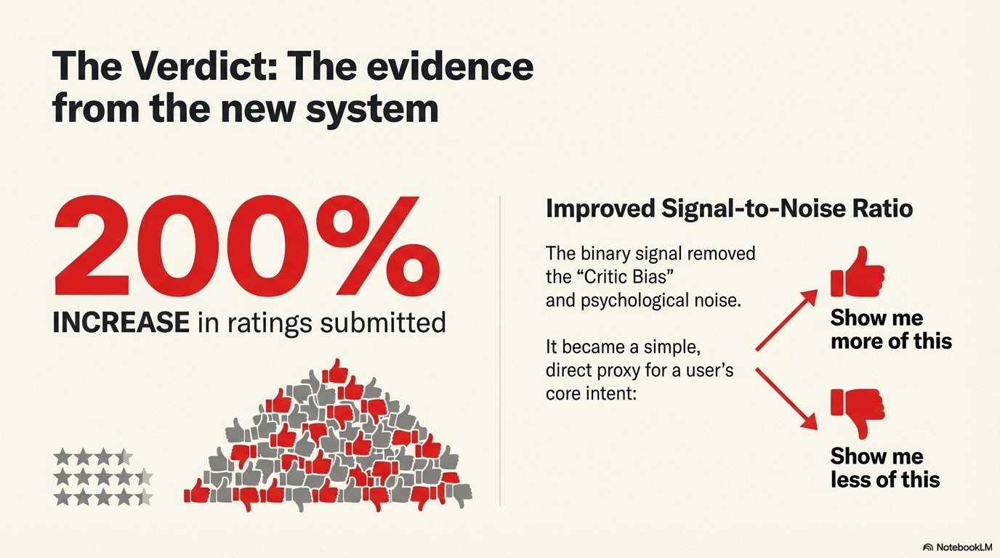 The Verdict: The evidence
from the new system
200%
INCREASE in ratings submitted
Improved Signal-to-Noise Ratio
The binary signal removed
the “Critic Bias”
and psychological noise.
It became a simple,
direct proxy for a user’s
core intent:
Show me
more of this
Show me
less of this
NotebookLM